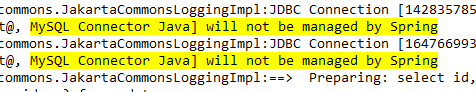 commons.JakartaCommonsLoggingImpl:JDBC Connection [142835785
t@, MySQL Connector Java] will not be managed by Spring
commons.JakartaCommonsLoggingImpl:JDBC Connection [164766993
t@, MySQL Connector Java] will not be managed by Spring
commons.JakartaCommonsLoggingImpl:==>  Preparing: select id,